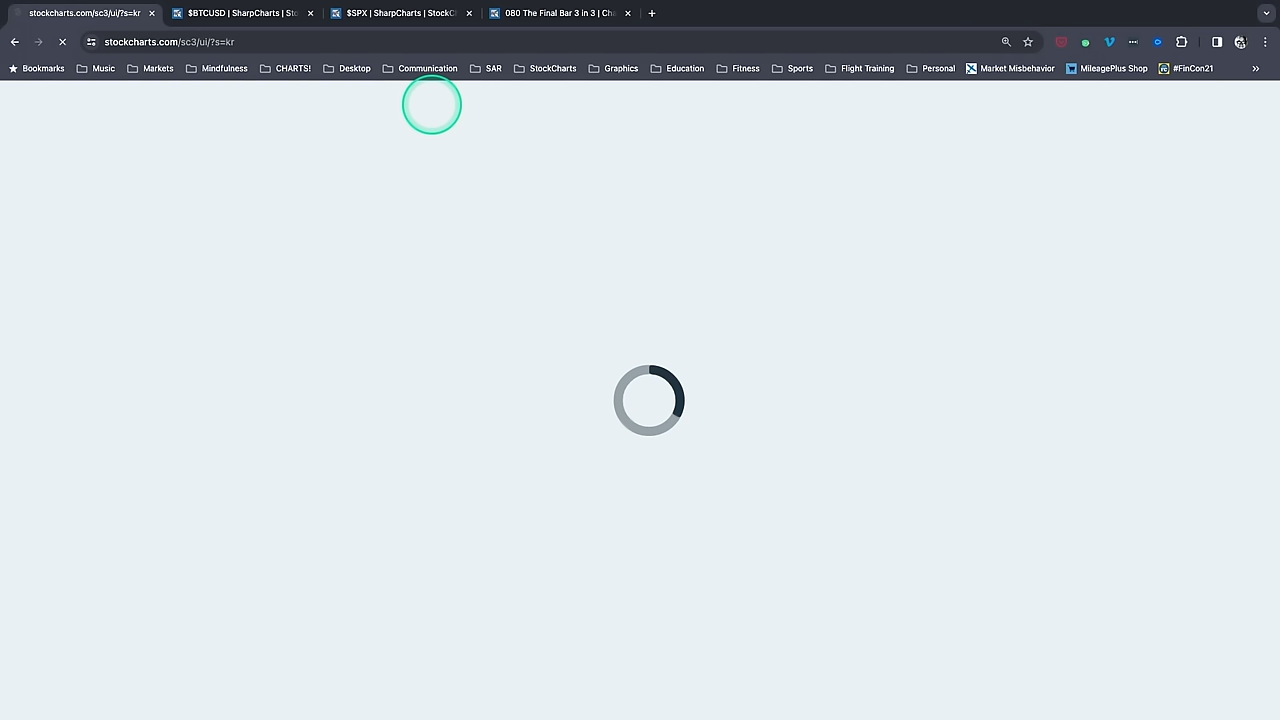 stockcharts.com/sc3/ui/?s=kr
$BTCUSD | SharpCharts | Sto
$SPX | SharpCharts | StockC
080 The Final Bar 3 in 3 | Cha
stockcharts.com/sc3/ui/?s=kr
Bookmarks Music Markets Mindfulness CHARTS! Desktop Communication SAR StockCharts Graphics Education Fitness Sports Flight Training Personal Market Misbehavior MileagePlus Shop #FinCon21